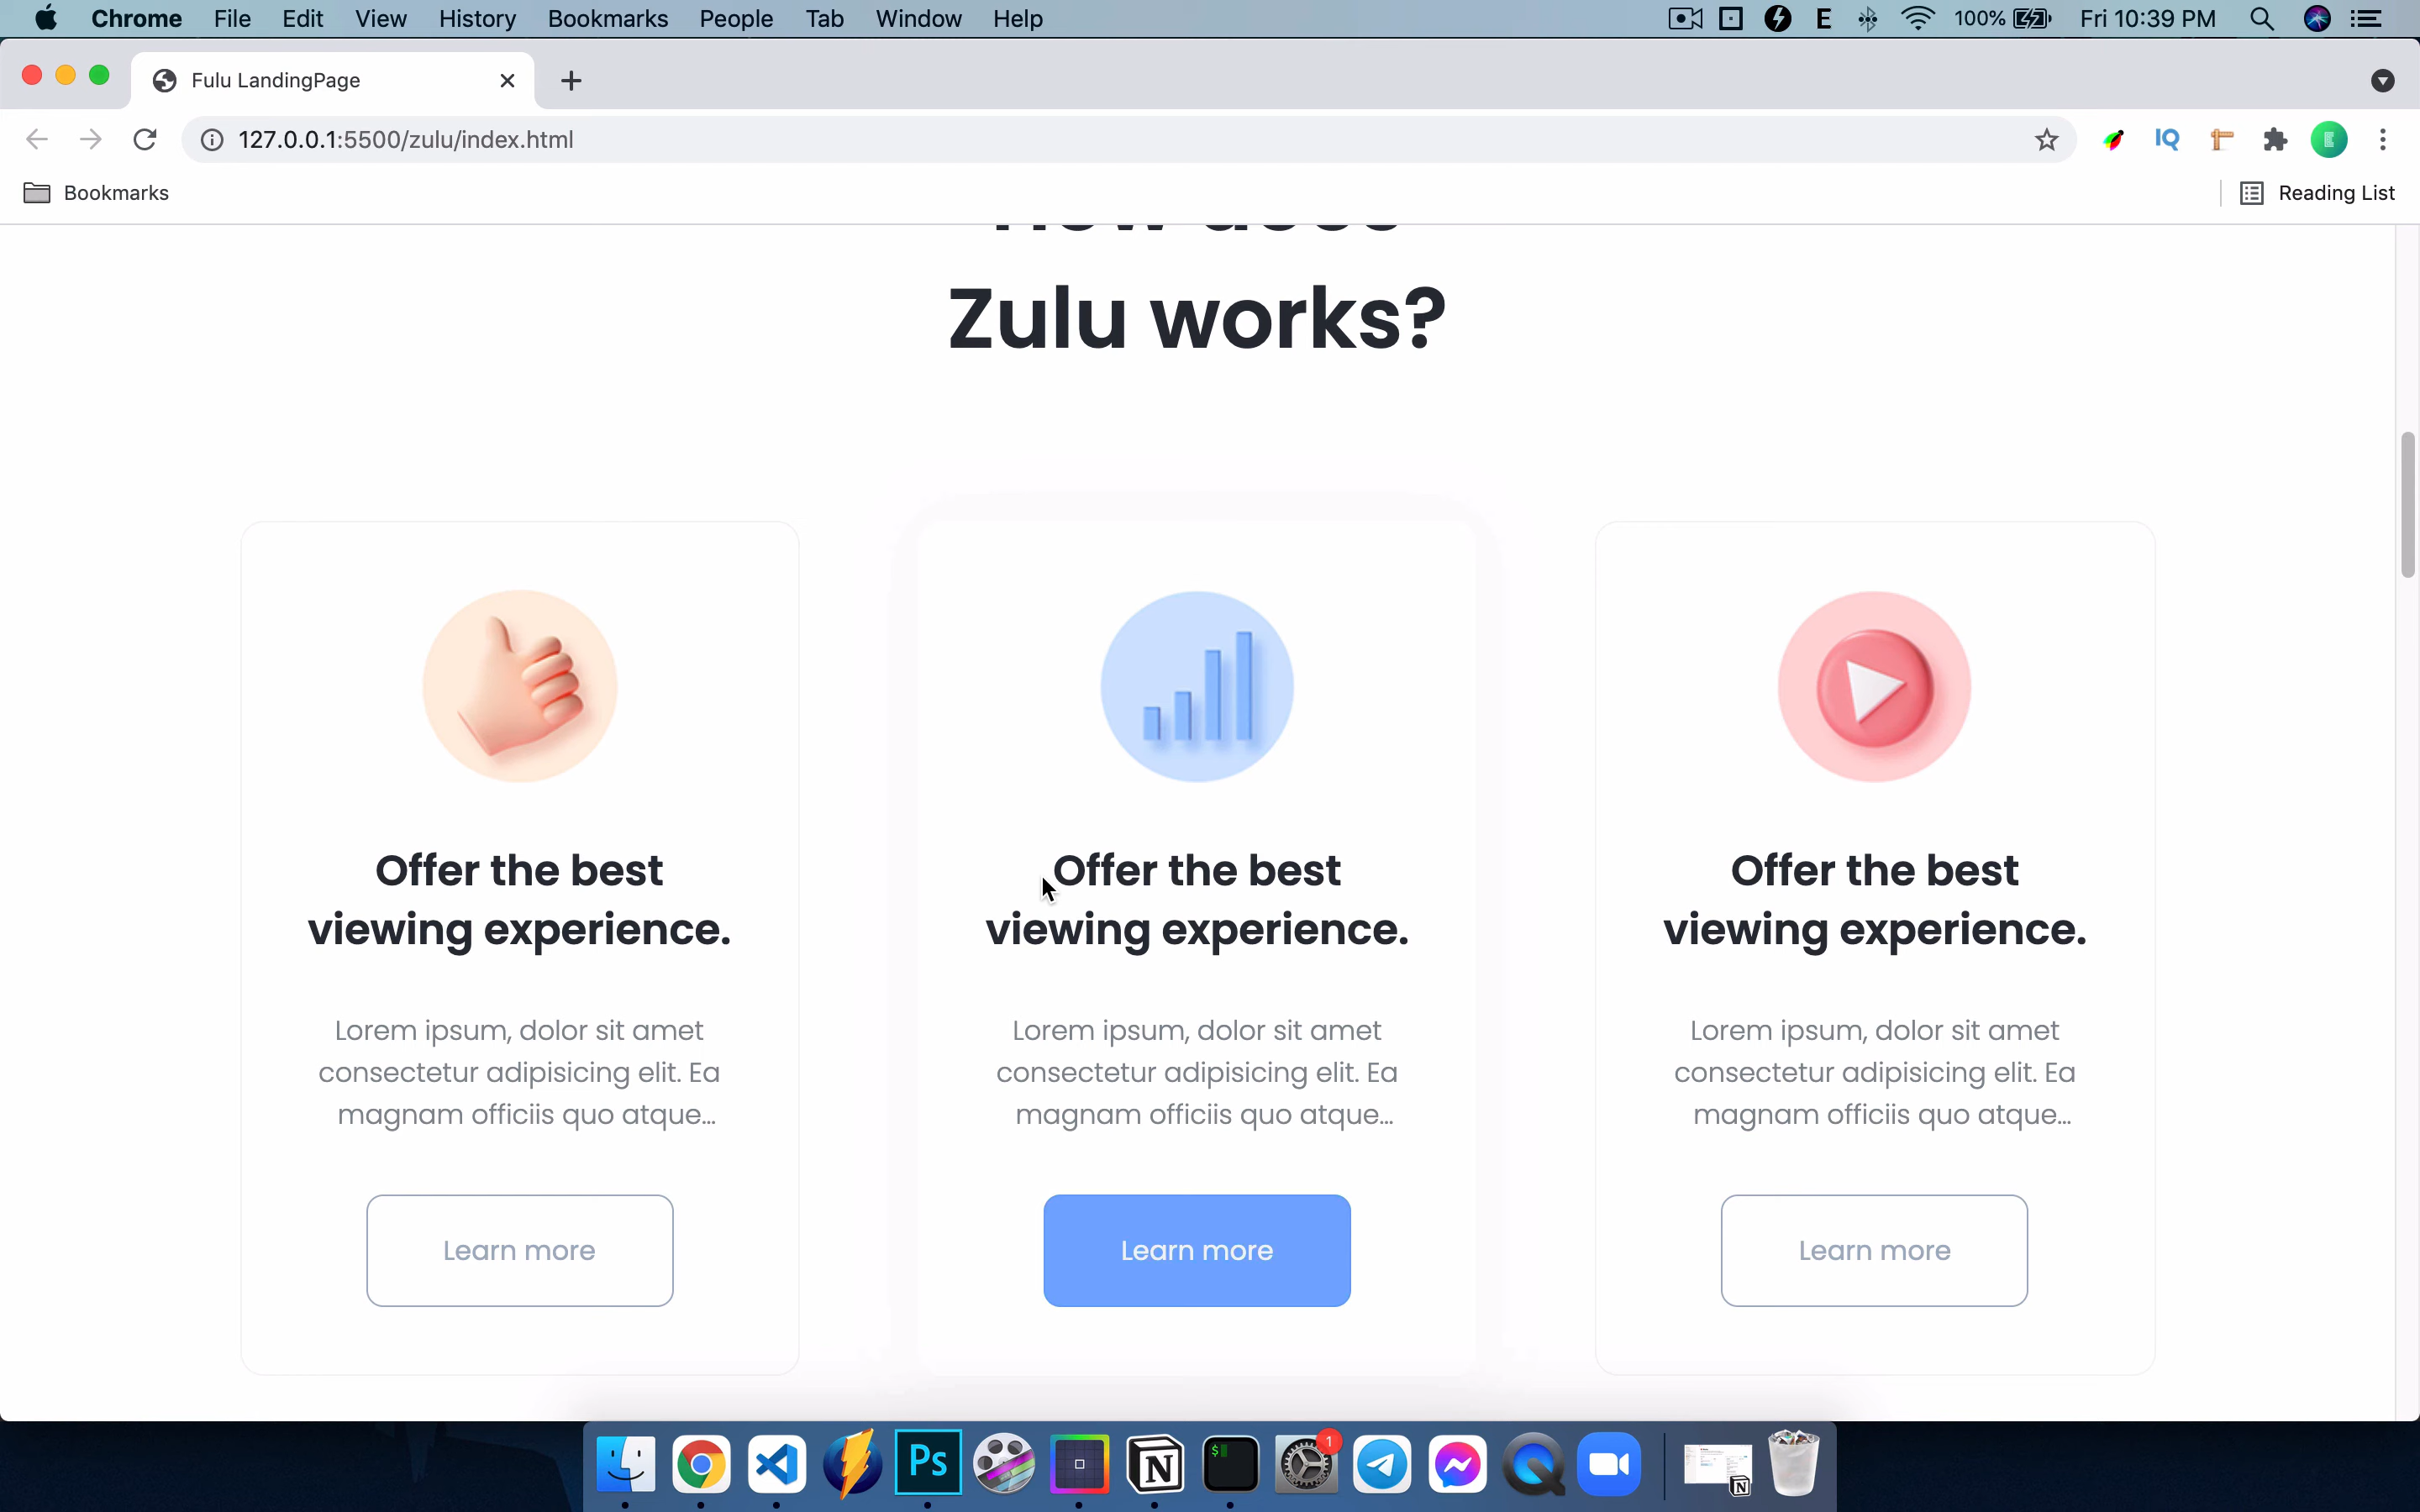 Chrome File Edit View History Bookmarks People Tab Window Help E 100% Fri 10:39 PM
Fulu LandingPage
127.0.0.1:5500/zulu/index.html IQ E
Bookmarks Reading List
How does
Zulu works?
Offer the best
viewing experience.
Lorem ipsum, dolor sit amet
consectetur adipisicing elit. Ea
magnam officiis quo atque...
Learn more
Offer the best
viewing experience.
Lorem ipsum, dolor sit amet
consectetur adipisicing elit. Ea
magnam officiis quo atque...
Learn more
Offer the best
viewing experience.
Lorem ipsum, dolor sit amet
consectetur adipisicing elit. Ea
magnam officiis quo atque...
Learn more
Ps N $ 1 N